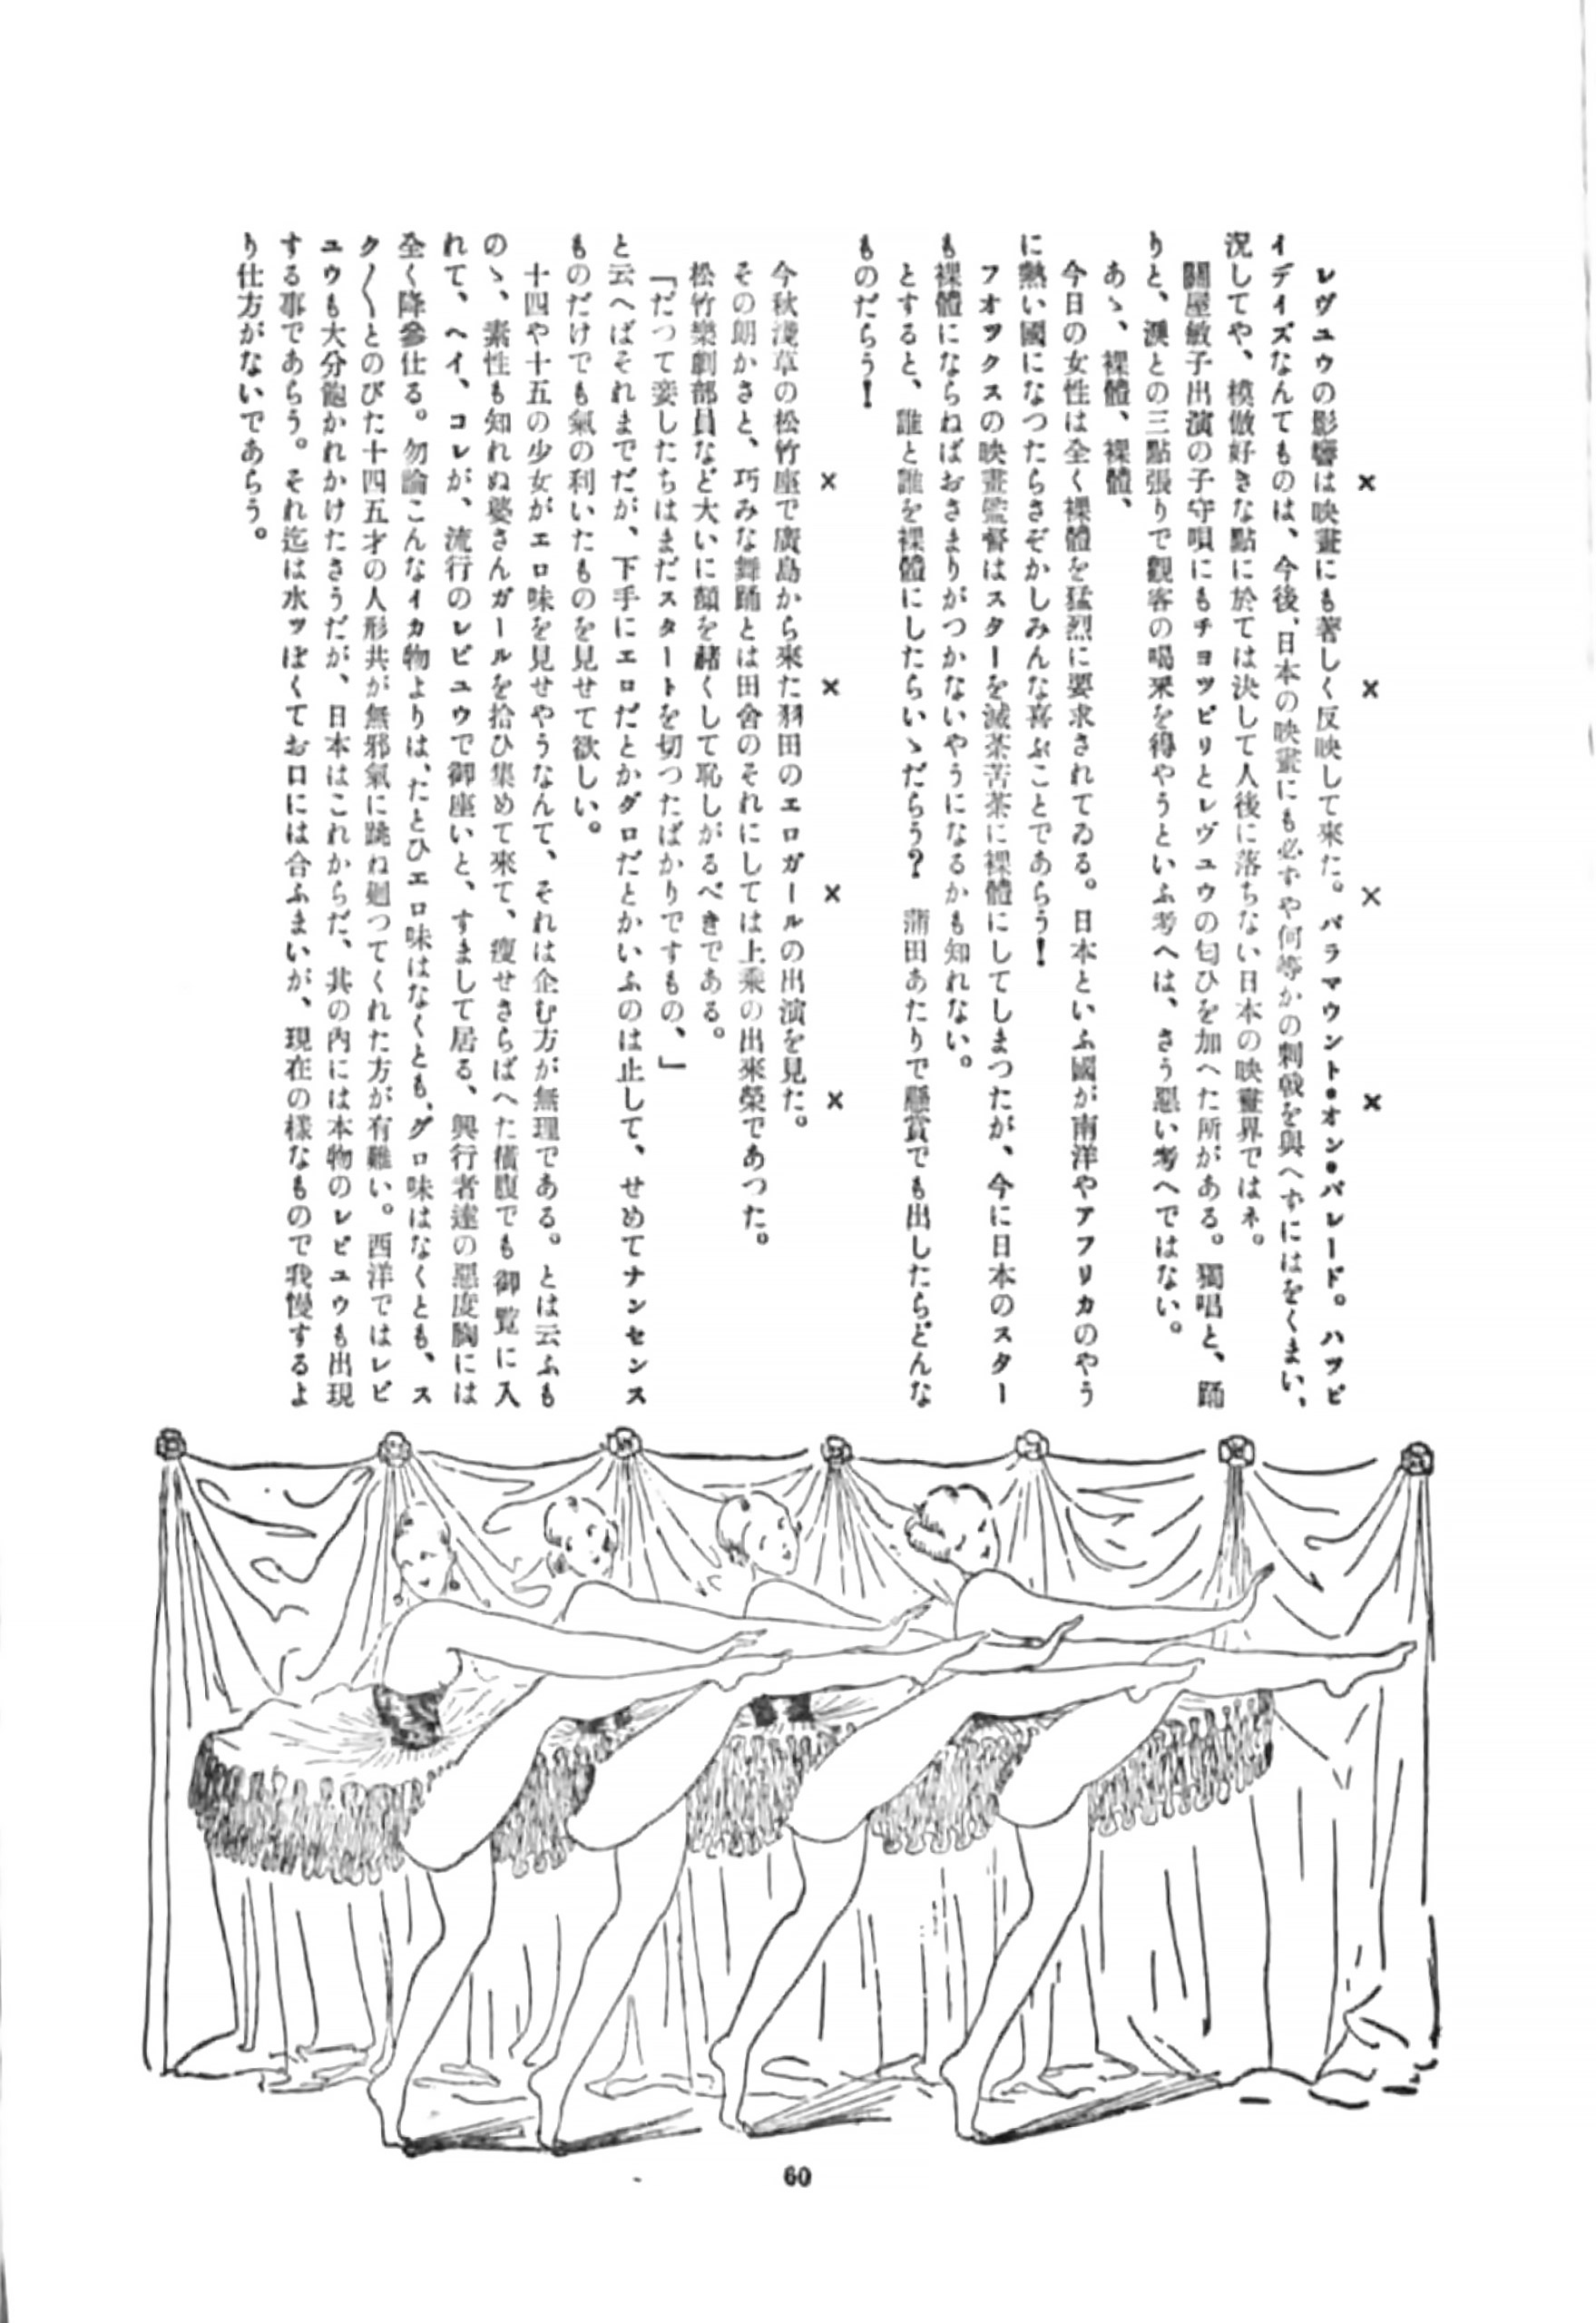 ×　×　×　×
レヴユウの影響は映畫にも著しく反映して來た。パラマウント・オン・パレード。ハツピ
イデイズなんてものは、今後、日本の映畫にも必ずや何等かの刺戟を與へずにはをくまい、
況してや、模倣好きな點に於ては決して人後に落ちない日本の映畫界ではネ。
關屋敏子出演の子守唄にもチヨツピリとレヴユウの匂ひを加へた所がある。獨唱と、踊
りと、淚との三點張りで觀客の喝采を得やうといふ考へは、さう惡い考へではない。
あゝ、裸體、裸體、
今日の女性は全く裸體を猛烈に要求されてゐる。日本といふ國が南洋やアフリカのやう
に熱い國になつたらさぞかしみんな喜ぶことであらう！
フオツクスの映畫監督はスターを滅茶苦茶に裸體にしてしまつたが、今に日本のスター
も裸體にならねばおさまりがつかないやうになるかも知れない。
とすると、誰と誰を裸體にしたらいゝだらう？　蒲田あたりで懸賞でも出したらどんな
ものだらう！
×　×　×　×
今秋淺草の松竹座で廣島から來た羽田のエロガールの出演を見た。
その朗かさと、巧みな舞踊とは田舍のそれにしては上乘の出來榮であつた。
松竹樂劇部員など大いに顏を赭くして恥しがるべきである。
「だつて妾したちはまだスタートを切つたばかりですもの、」
と云へばそれまでだが、下手にエロだとかグロだとかいふのは止して、せめてナンセンス
ものだけでも氣の利いたものを見せて欲しい。
十四や十五の少女がエロ味を見せやうなんて、それは企む方が無理である。とは云ふも
のゝ、素性も知れぬ婆さんガールを拾ひ集めて來て、瘦せさらばへた橫腹でも御覽に入
れて、ヘイ、コレが、流行のレビユウで御座いと、すまして居る、興行者達の惡度胸には
全く降參仕る。勿論こんなイカ物よりは、たとひエロ味はなくとも、グロ味はなくとも、ス
ク〱とのびた十四五才の人形共が無邪氣に跳ね廻つてくれた方が有難い。西洋ではレビ
ユウも大分飽かれかけたさうだが、日本はこれからだ、其の內には本物のレビユウも出現
する事であらう。それ迄は水ツぽくてお口には合ふまいが、現在の樣なもので我慢するよ
り仕方がないであらう。
60